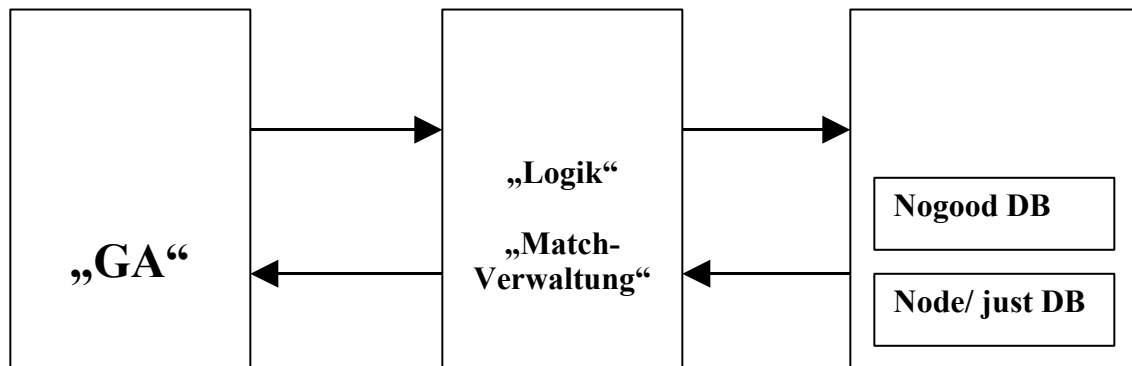 „GA“
„Logik“
„Match-
Verwaltung“
Nogood DB
Node/ just DB